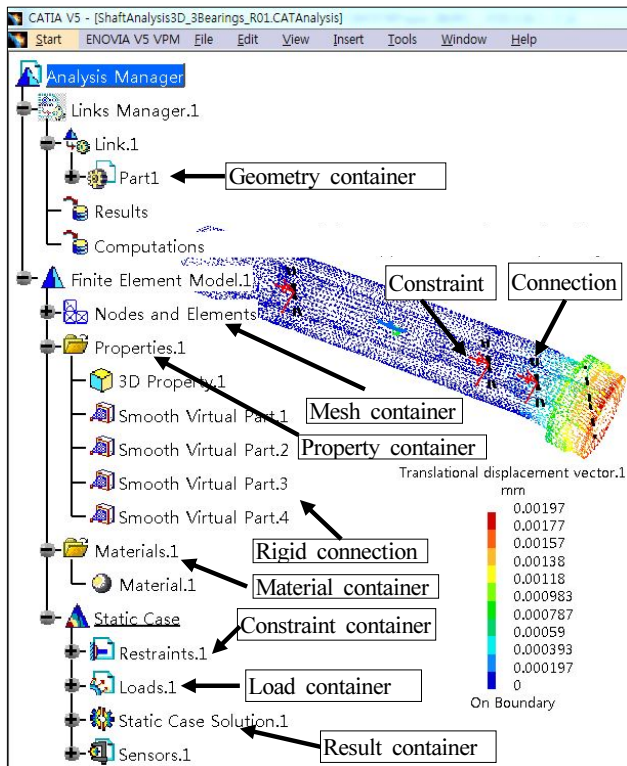 CATIA V5 - [ShaftAnalysis3D_3Bearings_R01.CATAnalysis]
Start ENOVIA V5 VPM File Edit View Insert Tools Window Help
Analysis Manager
Links Manager.1
Link.1
Part1
Geometry container
Results
Computations
Finite Element Model.1
Constraint
Connection
Nodes and Elements
Properties.1
3D Property.1
Mesh container
Smooth Virtual Part.1
Property container
Smooth Virtual Part.2
Smooth Virtual Part.3
Smooth Virtual Part.4
Rigid connection
Materials.1
Material container
Material.1
Static Case
Constraint container
Restraints.1
Loads.1
Load container
Static Case Solution.1
Result container
Sensors.1
Translational displacement vector.1
mm
0.00197
0.00177
0.00157
0.00138
0.00118
0.000983
0.000787
0.00059
0.000393
0.000197
0
On Boundary